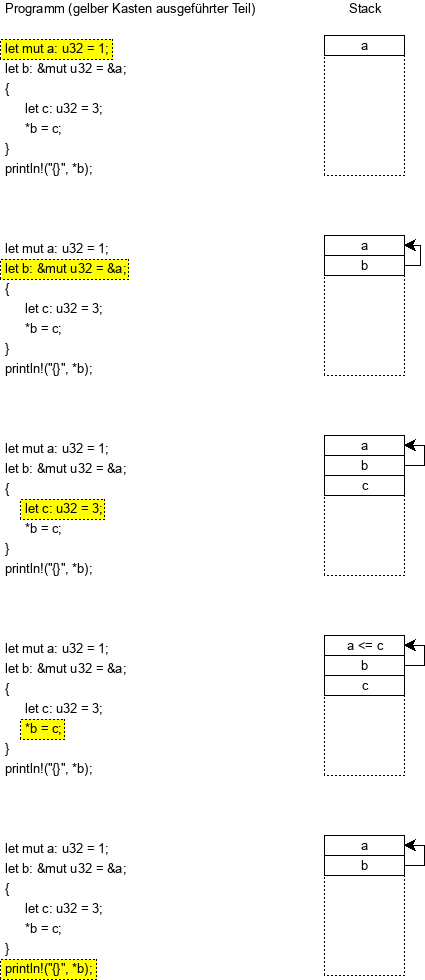 Programm (gelber Kasten ausgeführter Teil) Stack
let mut a: u32 = 1;
let b: &mut u32 = &a;
{
let c: u32 = 3;
*b = c;
}
println!("{}", *b);
a
let mut a: u32 = 1;
let b: &mut u32 = &a;
{
let c: u32 = 3;
*b = c;
}
println!("{}", *b);
a
b
let mut a: u32 = 1;
let b: &mut u32 = &a;
{
let c: u32 = 3;
*b = c;
}
println!("{}", *b);
a
b
c
let mut a: u32 = 1;
let b: &mut u32 = &a;
{
let c: u32 = 3;
*b = c;
}
println!("{}", *b);
a <= c
b
c
let mut a: u32 = 1;
let b: &mut u32 = &a;
{
let c: u32 = 3;
*b = c;
}
println!("{}", *b);
a
b